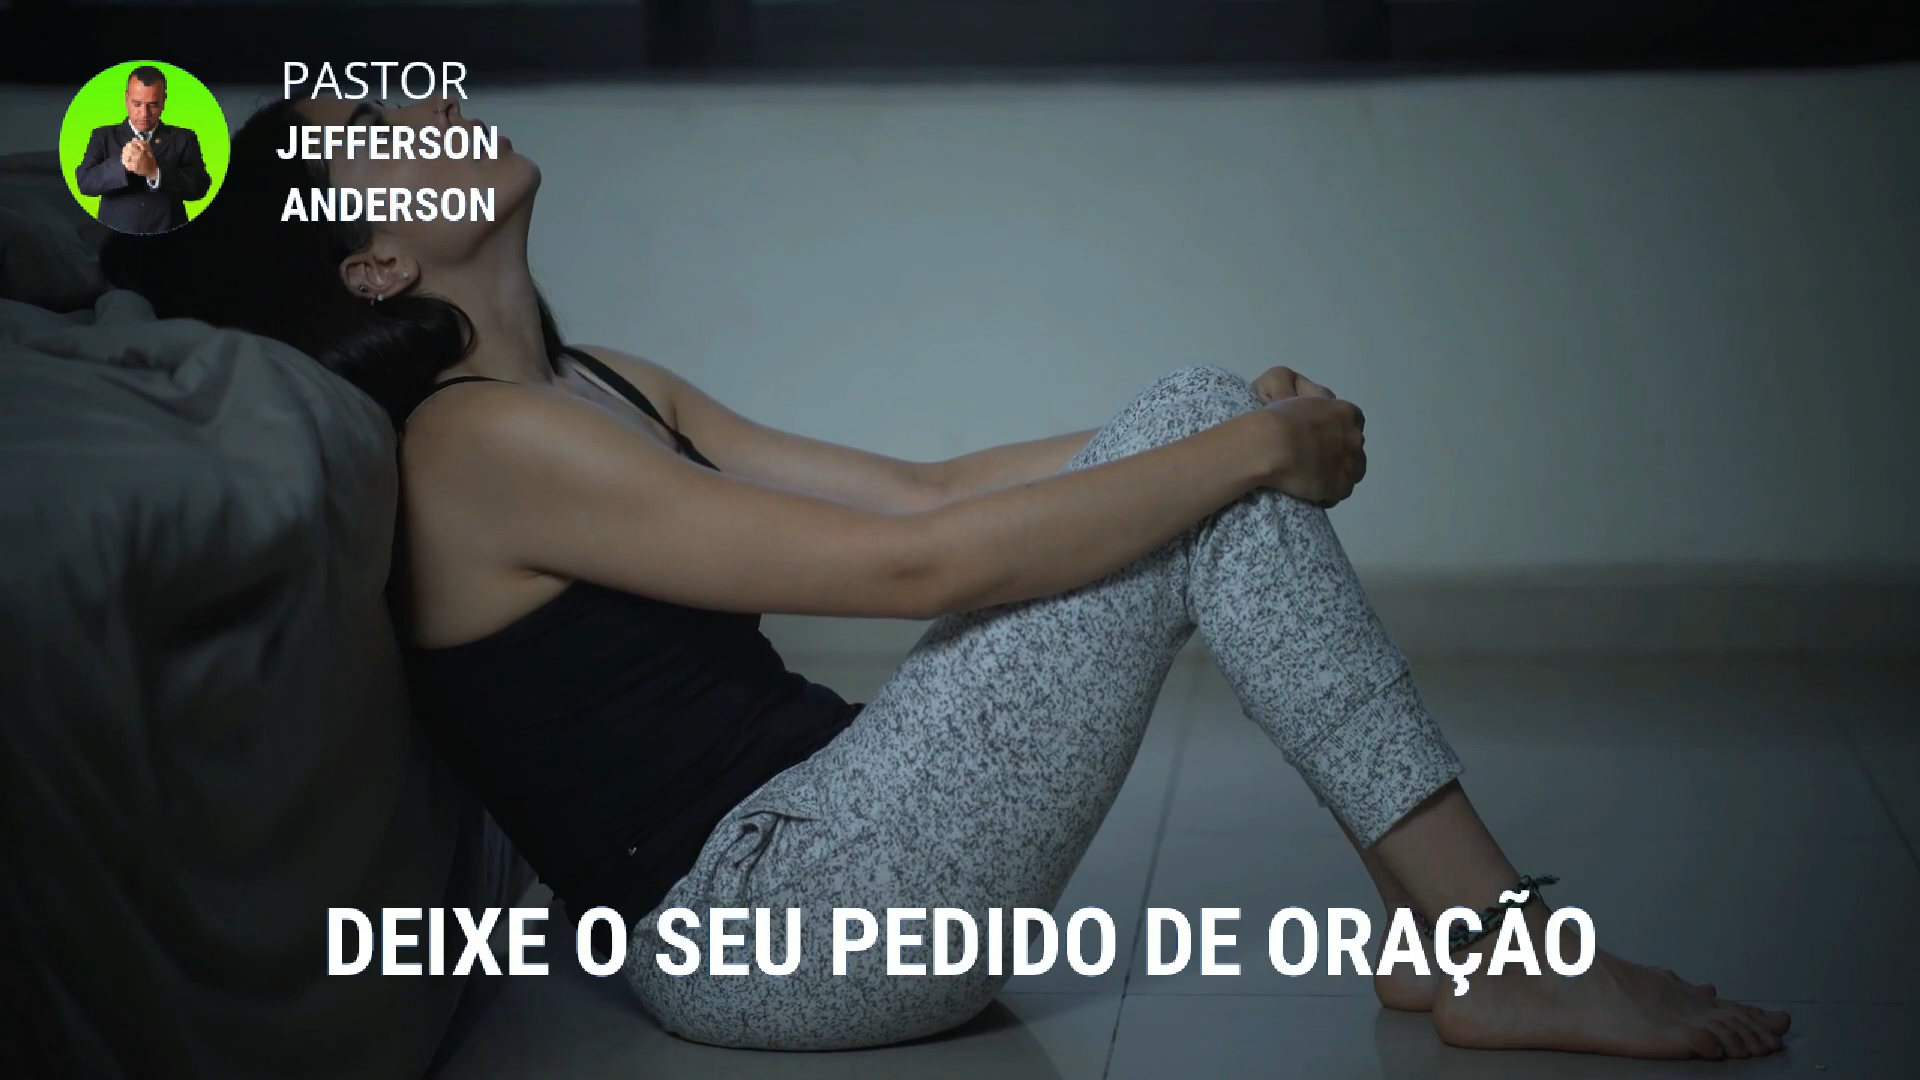 PASTOR
JEFFERSON
ANDERSON
DEIXE O SEU PEDIDO DE ORAÇÃO